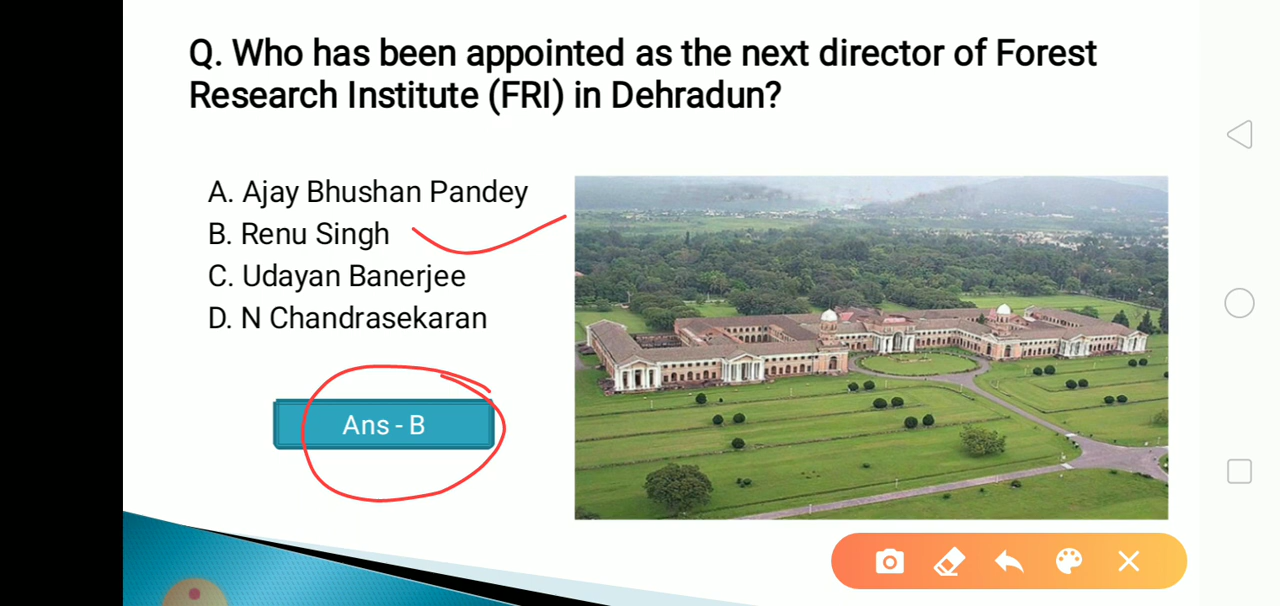 Q. Who has been appointed as the next director of Forest
Research Institute (FRI) in Dehradun?
A. Ajay Bhushan Pandey
B. Renu Singh
C. Udayan Banerjee
D. N Chandrasekaran
Ans - B